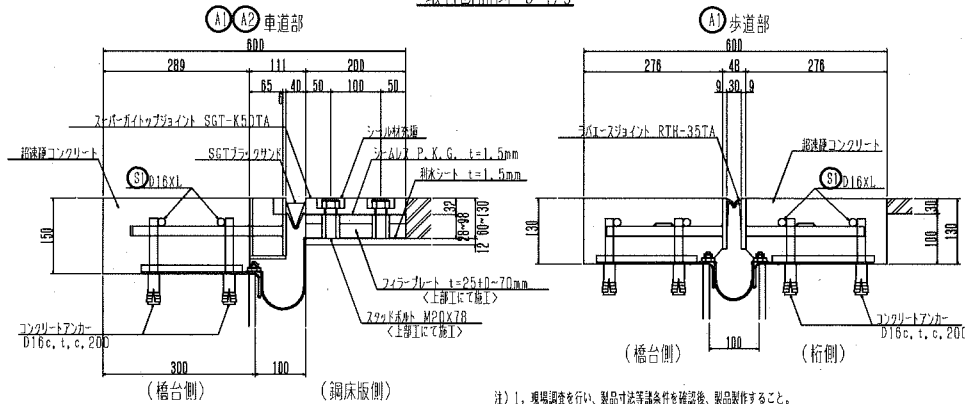 A1 A2 車道部
600
289 111 200
65 40 50 100 50
6
スーパーガイトップジョイント SGT-K50TA
シール材充填
超速硬コンクリート
SGTブラックサンド
シームレス P.K.G. t=1.5mm
止水シート t=1.5mm
S1 D16XL
150
32
28~98
60~130
12
フィラープレート t=25±0~70mm
<上部工にて施工>
スタッドボルト M20X78
<上部工にて施工>
コンクリートアンカー
D16c.t.c.200
300 100
(橋台側) (鋼床版側)
A1 歩道部
600
276 48 276
9 30 9
ラバエースジョイント RTH-35TA
超速硬コンクリート
S1 D16XL
130
30
100
130
コンクリートアンカー
D16c.t.c.200
(橋台側) 100 (桁側)
注) 1. 現場調査を行い、製品寸法等諸条件を確認後、製品製作すること。